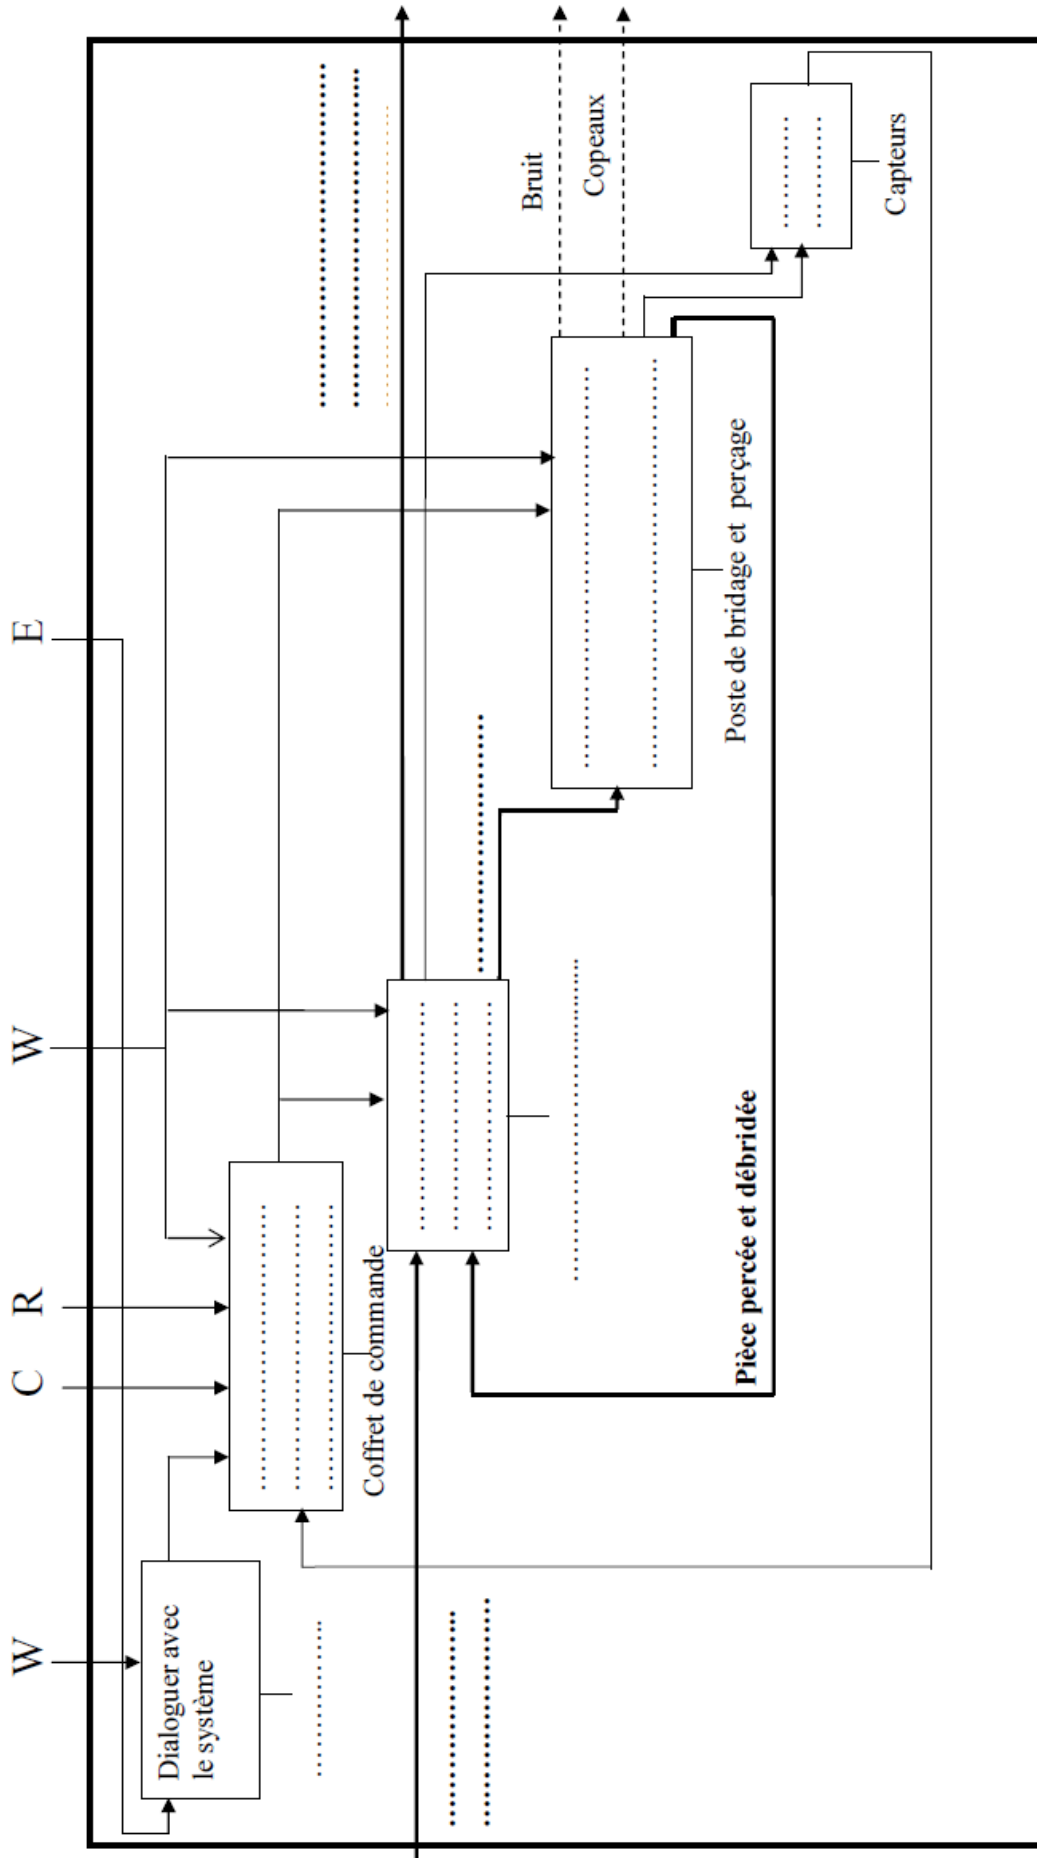 W
C
R
W
E
Dialoguer avec
le système
Coffret de commande
Pièce percée et débridée
Poste de bridage et perçage
Bruit
Copeaux
Capteurs